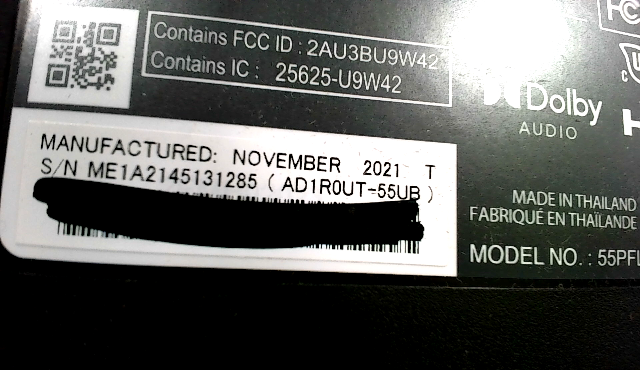 Contains FCC ID : 2AU3BU9W42
Contains IC : 25625-U9W42
Dolby
AUDIO
MANUFACTURED: NOVEMBER 2021 T
S/N ME1A2145131285 ( AD1R0UT-55UB )
MADE IN THAILAND
FABRIQUÉ EN THAÏLANDE
MODEL NO. : 55PFL